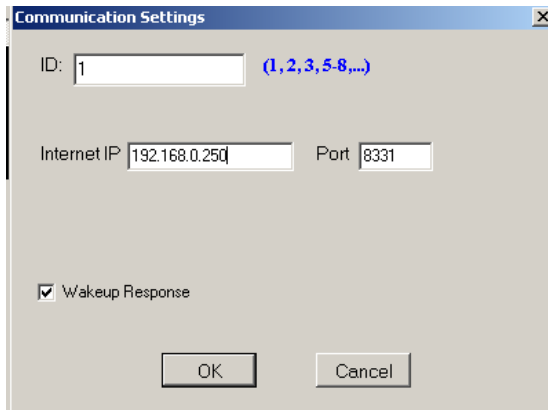 Communication Settings
ID: 1 (1, 2, 3, 5-8,...)
Internet IP 192.168.0.250 Port 8331
Wakeup Response
OK Cancel